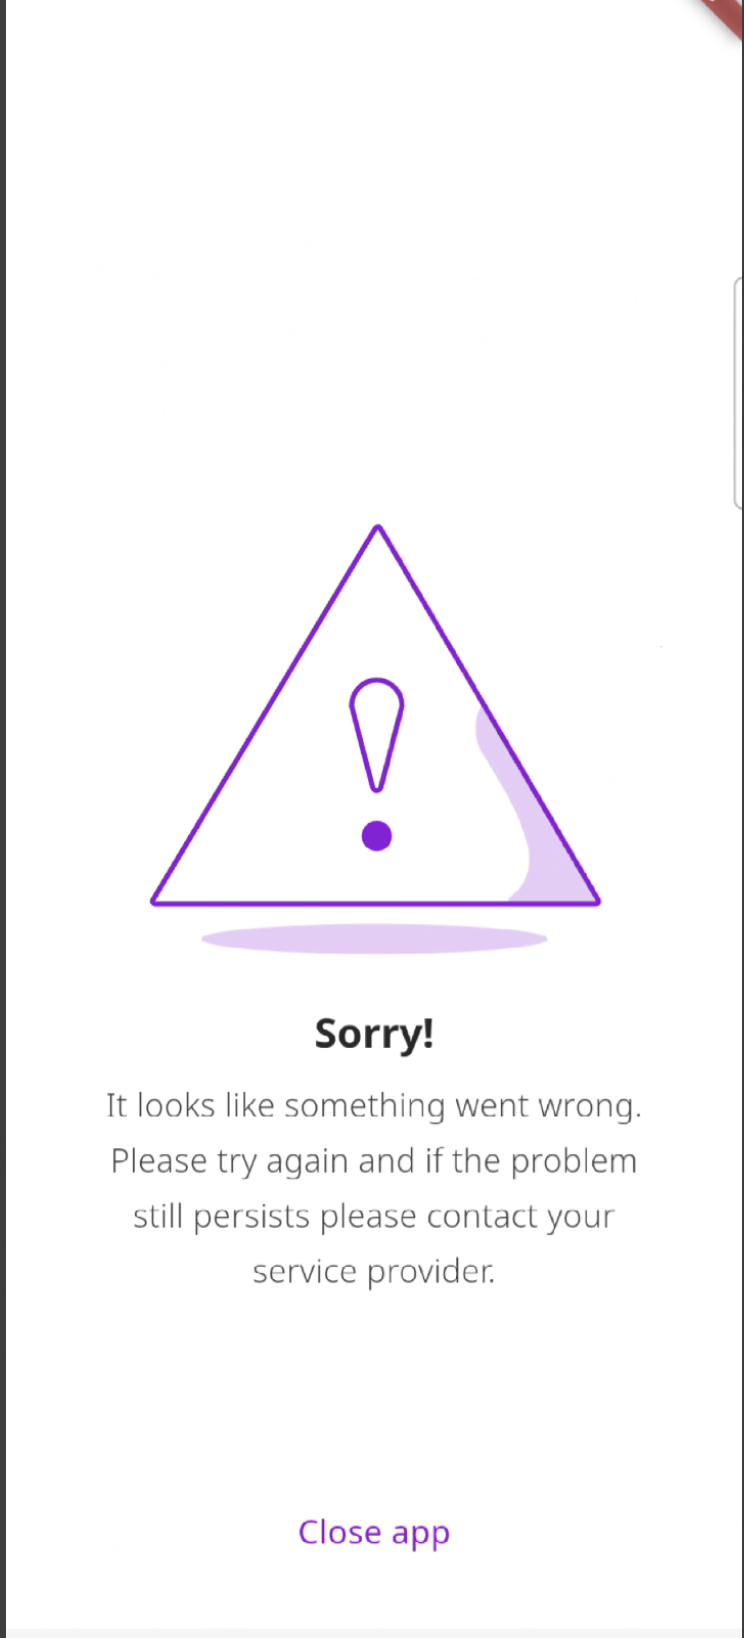 Sorry!
It looks like something went wrong.
Please try again and if the problem
still persists please contact your
service provider.
Close app